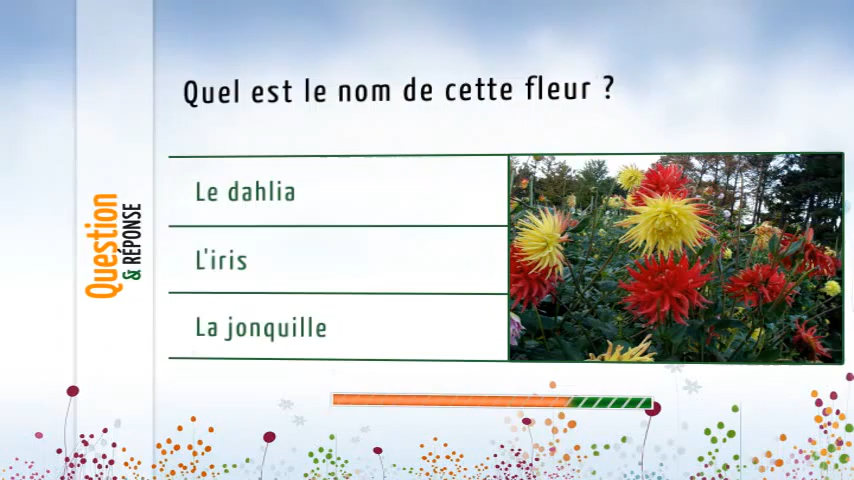 Quel est le nom de cette fleur ?
Le dahlia
L'iris
La jonquille
Question
& RÉPONSE